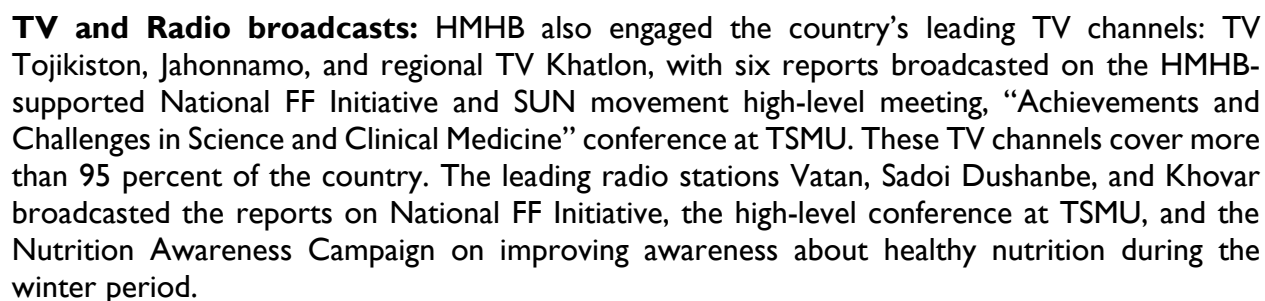 TV and Radio broadcasts: HMHB also engaged the country’s leading TV channels: TV
Tojikiston, Jahonnamo, and regional TV Khatlon, with six reports broadcasted on the HMHB-
supported National FF Initiative and SUN movement high-level meeting, “Achievements and
Challenges in Science and Clinical Medicine” conference at TSMU. These TV channels cover more
than 95 percent of the country. The leading radio stations Vatan, Sadoi Dushanbe, and Khovar
broadcasted the reports on National FF Initiative, the high-level conference at TSMU, and the
Nutrition Awareness Campaign on improving awareness about healthy nutrition during the
winter period.